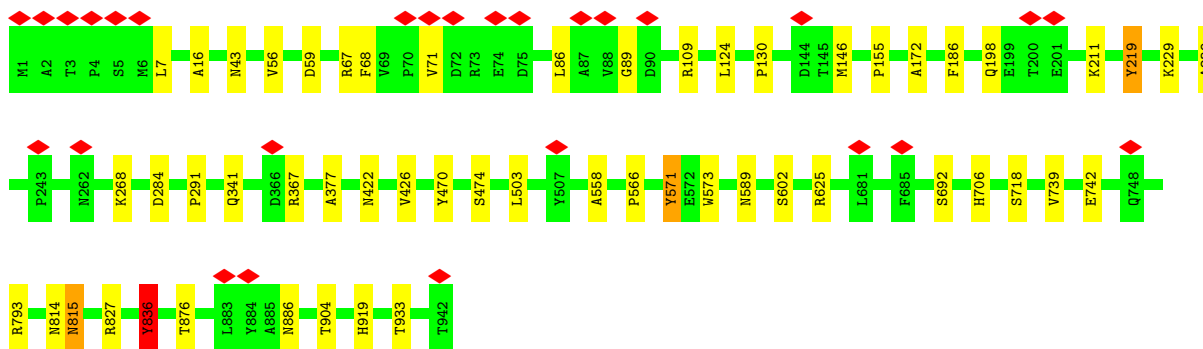 M1 A2 T3 P4 S5 M6 L7 A16 N43 V56 D59 R67 F68 V69 P70 V71 D72 R73 E74 D75 L86 A87 V88 G89 D90 R109 L124 P130 D144 T145 M146 P155 A172 F186 Q198 E199 T200 E201 K211 Y219 K229
P243 N262 K268 D284 P291 Q341 D366 R367 A377 N422 V426 Y470 S474 L503 Y507 A558 P566 Y571 E572 W573 N589 S602 R625 L681 F685 S692 H706 S718 V739 E742 Q748
R793 N814 N815 R827 Y836 T876 L883 Y884 A885 N886 T904 H919 T933 T942